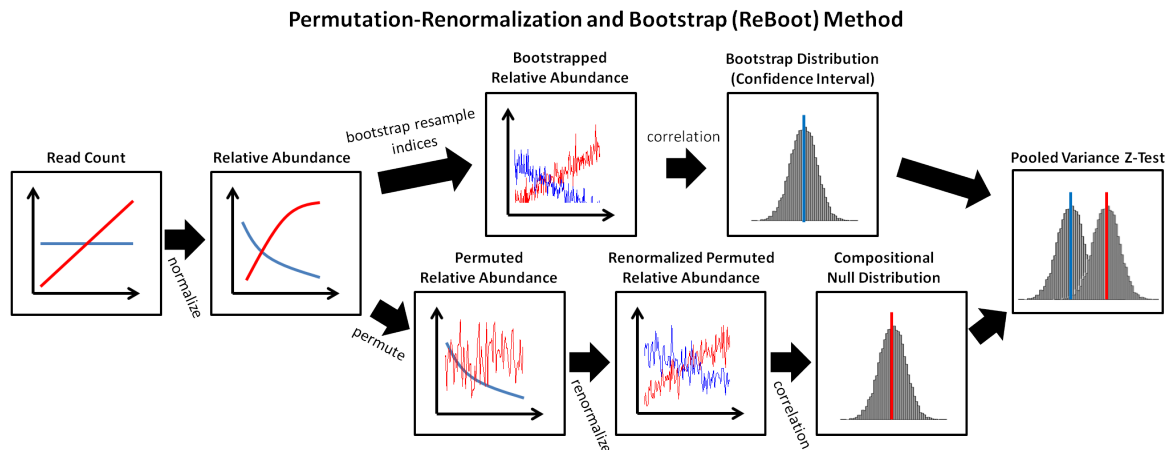 Permutation-Renormalization and Bootstrap (ReBoot) Method
Read Count
normalize
Relative Abundance
bootstrap resample
indices
Bootstrapped
Relative Abundance
correlation
Bootstrap Distribution
(Confidence Interval)
permute
Permuted
Relative Abundance
renormalize
Renormalized Permuted
Relative Abundance
correlation
Compositional
Null Distribution
Pooled Variance Z-Test